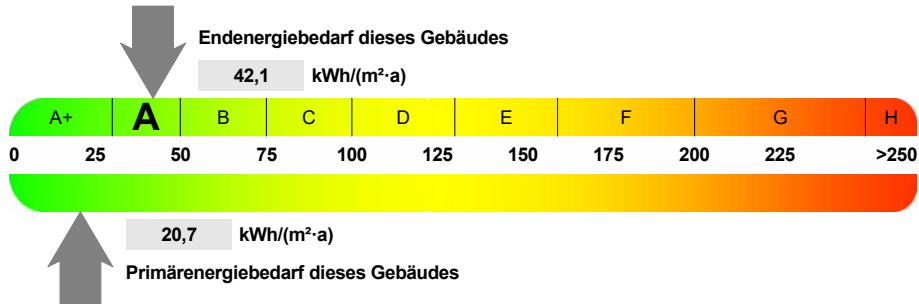 Endenergiebedarf dieses Gebäudes
42,1 kWh/(m²·a)
A+ A B C D E F G H
0 25 50 75 100 125 150 175 200 225 >250
20,7 kWh/(m²·a)
Primärenergiebedarf dieses Gebäudes